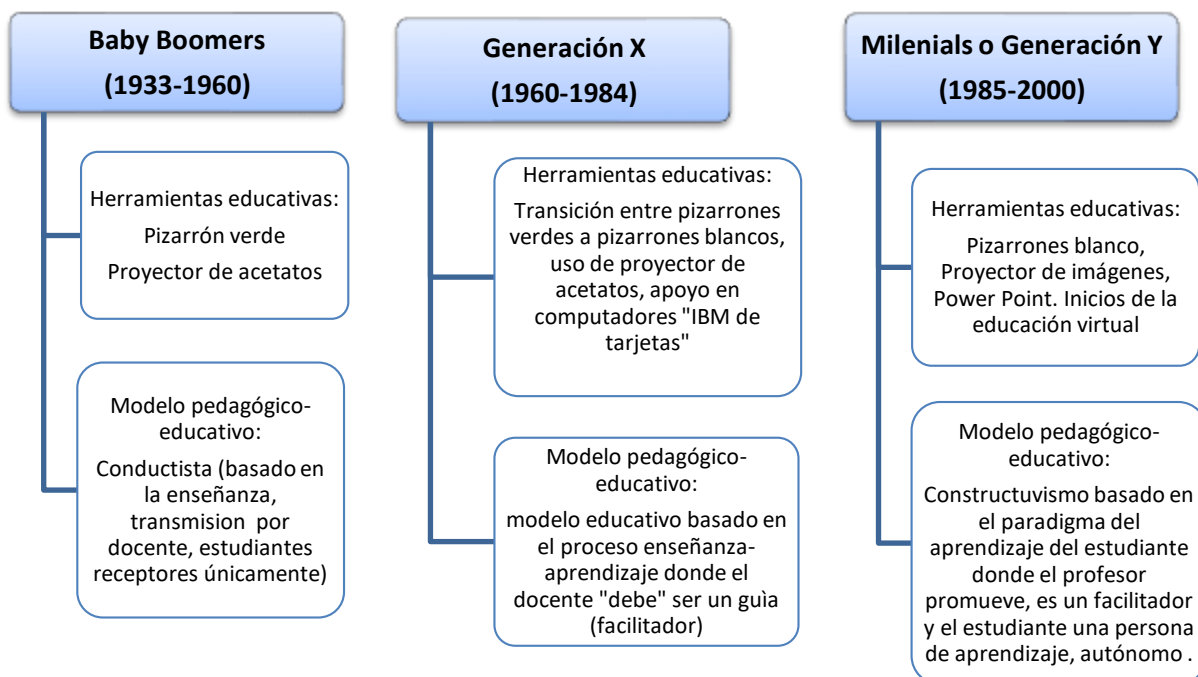 Baby Boomers
(1933-1960)
Herramientas educativas:
Pizarrón verde
Proyector de acetatos
Modelo pedagógico-
educativo:
Conductista (basado en
la enseñanza,
transmision por
docente, estudiantes
receptores únicamente)
Generación X
(1960-1984)
Herramientas educativas:
Transición entre pizarrones
verdes a pizarrones blancos,
uso de proyector de
acetatos, apoyo en
computadores "IBM de
tarjetas"
Modelo pedagógico-
educativo:
modelo educativo basado en
el proceso enseñanza-
aprendizaje donde el
docente "debe" ser un guìa
(facilitador)
Milenials o Generación Y
(1985-2000)
Herramientas educativas:
Pizarrones blanco,
Proyector de imágenes,
Power Point. Inicios de la
educación virtual
Modelo pedagógico-
educativo:
Constructuvismo basado en
el paradigma del
aprendizaje del estudiante
donde el profesor
promueve, es un facilitador
y el estudiante una persona
de aprendizaje, autónomo .